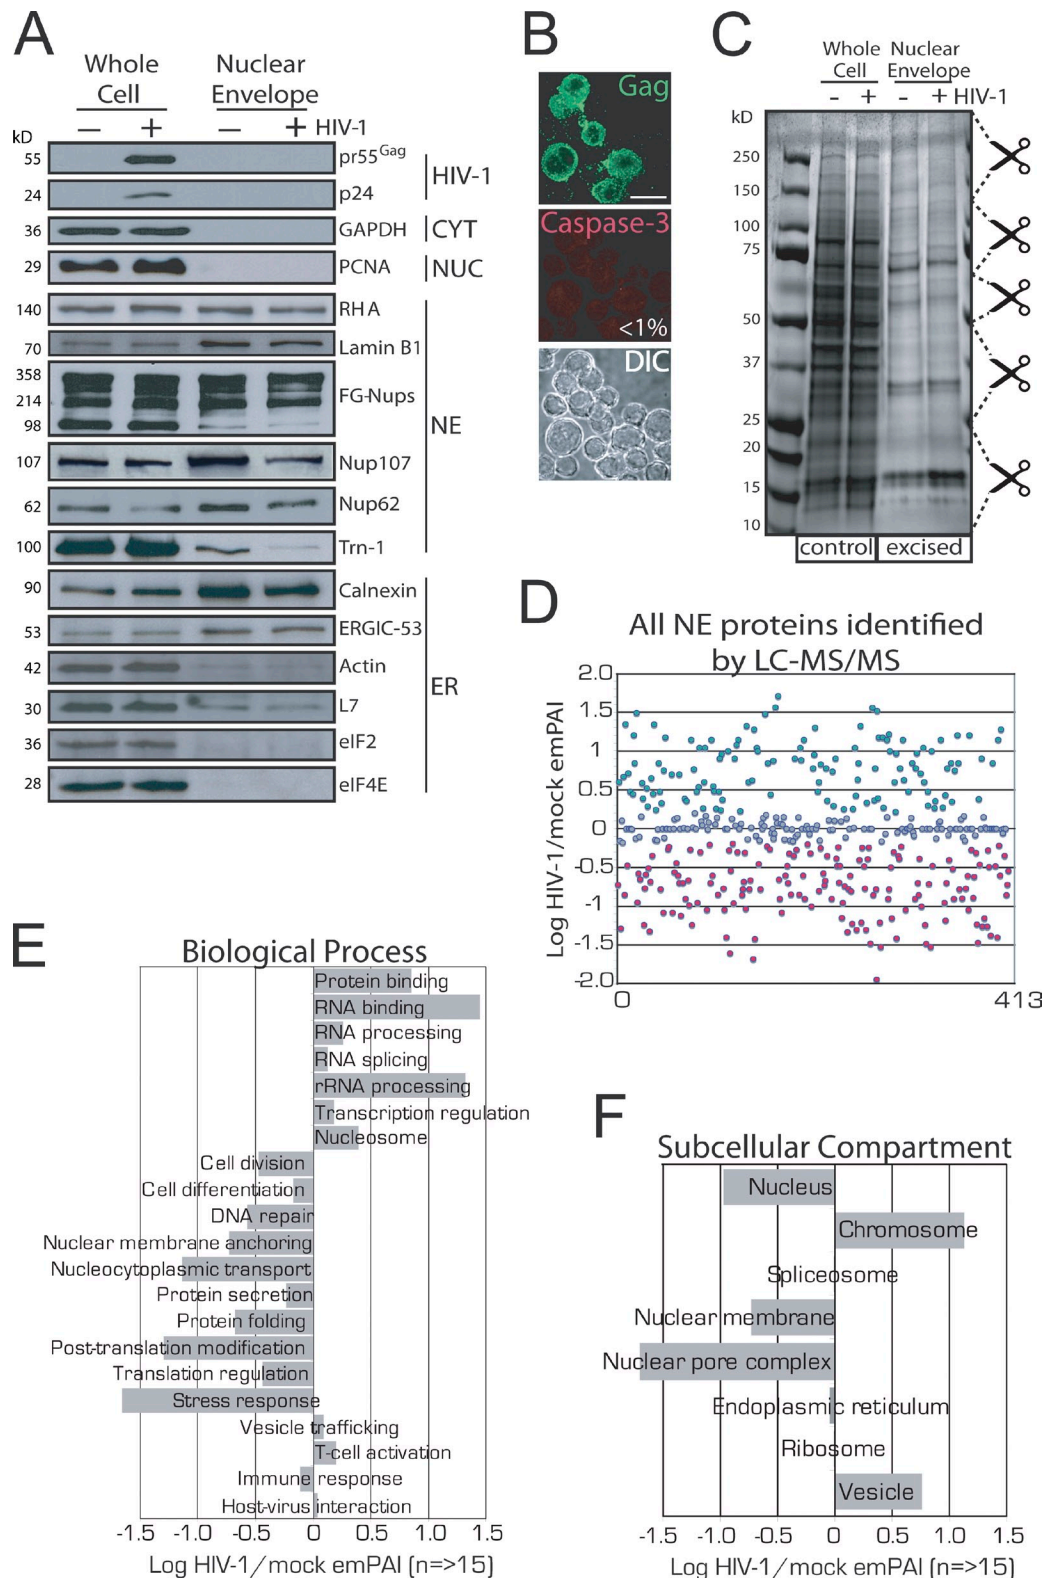 A
Whole
Cell
Nuclear
Envelope
– + – + HIV-1
kD
55 pr55Gag
24 p24
HIV-1
36 GAPDH CYT
29 PCNA NUC
140 RHA
70 Lamin B1
358
214 FG-Nups
98
NE
107 Nup107
62 Nup62
100 Trn-1
90 Calnexin
53 ERGIC-53
42 Actin
ER
30 L7
36 eIF2
28 eIF4E
B
Gag
Caspase-3
<1%
DIC
C
Whole
Cell
Nuclear
Envelope
- + - + HIV-1
kD
250
150
100
75
50
37
25
20
15
10
control excised
D
All NE proteins identified
by LC-MS/MS
Log HIV-1/mock emPAI
2.0
1.5
1
0.5
0
-0.5
-1
-1.5
-2.0
0 413
E
Biological Process
Protein binding
RNA binding
RNA processing
RNA splicing
rRNA processing
Transcription regulation
Nucleosome
Cell division
Cell differentiation
DNA repair
Nuclear membrane anchoring
Nucleocytoplasmic transport
Protein secretion
Protein folding
Post-translation modification
Translation regulation
Stress response
Vesicle trafficking
T-cell activation
Immune response
Host-virus interaction
-1.5 -1.0 -0.5 0 0.5 1.0 1.5
Log HIV-1/mock emPAI (n=>15)
F
Subcellular Compartment
Nucleus
Chromosome
Spliceosome
Nuclear membrane
Nuclear pore complex
Endoplasmic reticulum
Ribosome
Vesicle
-1.5 -1.0 -0.5 0 0.5 1.0 1.5
Log HIV-1/mock emPAI (n=>15)